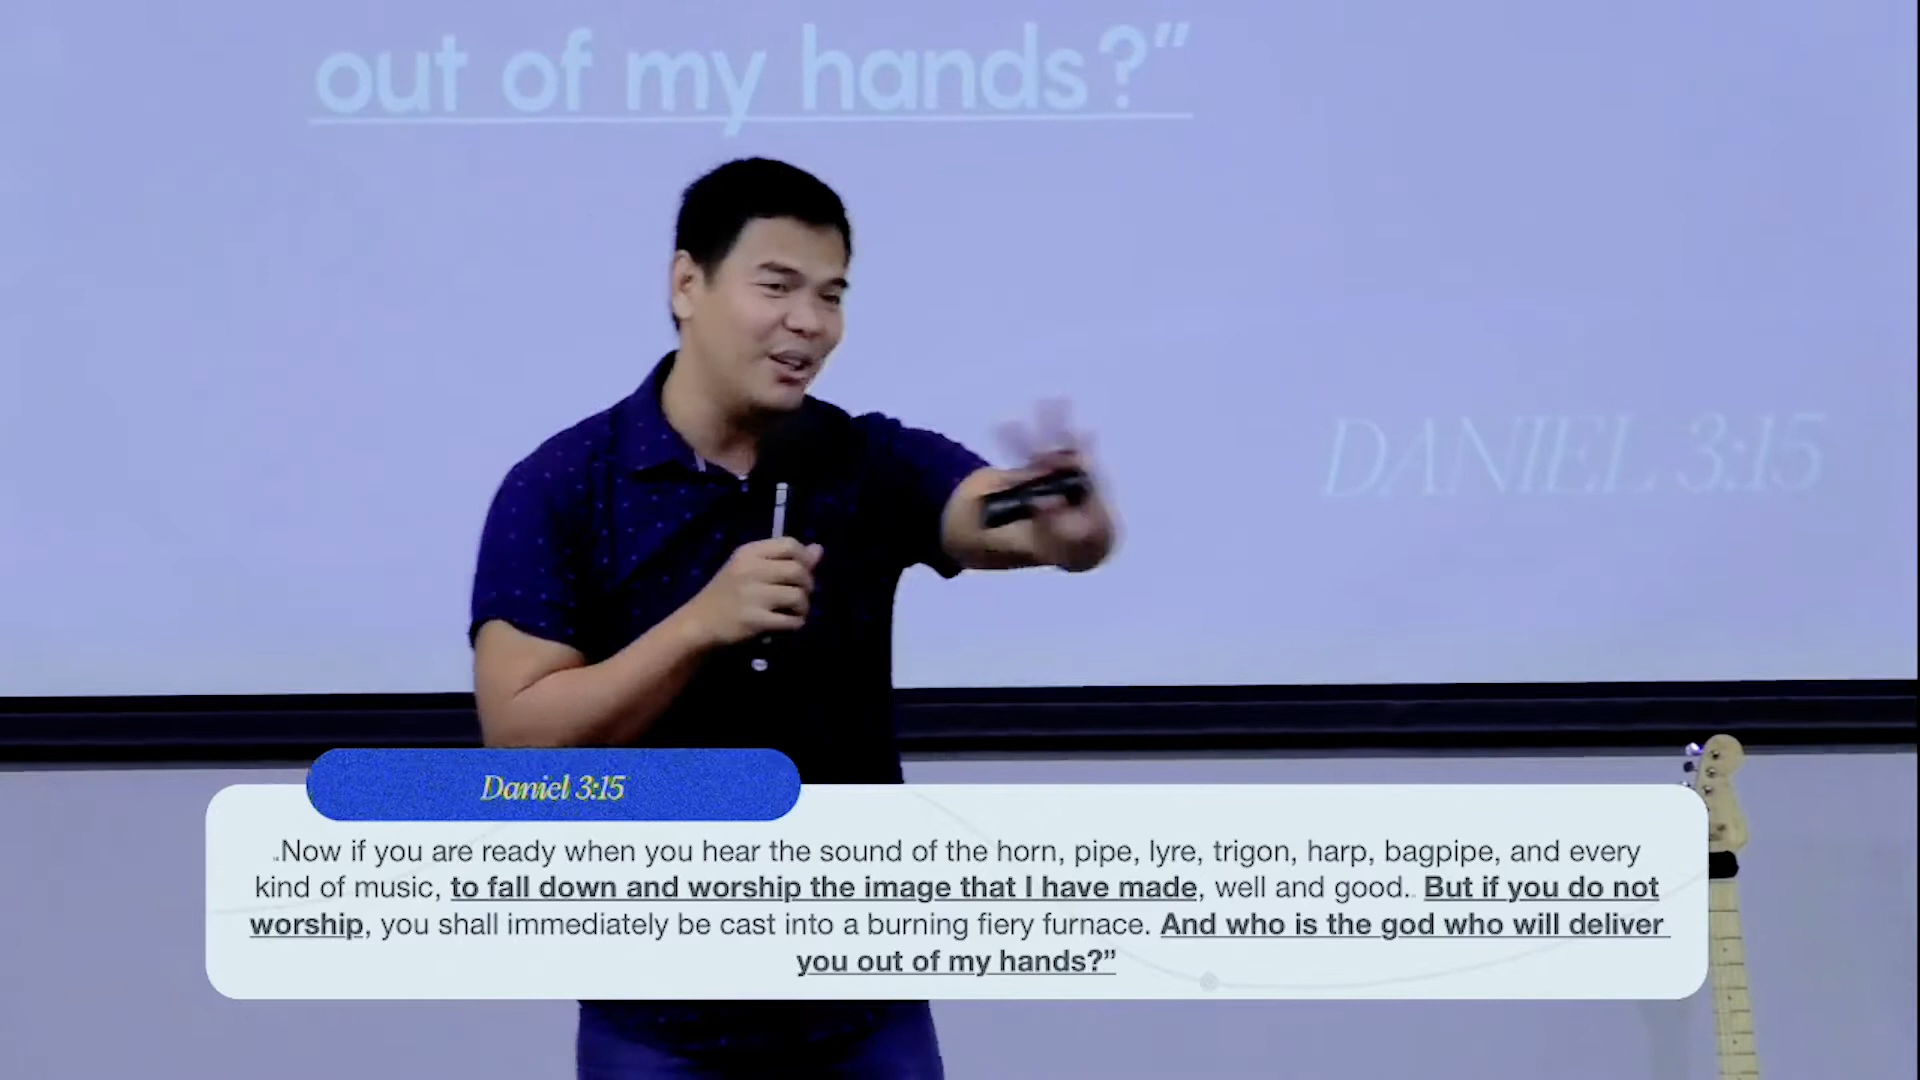 out of my hands?”
DANIEL 3:15
Daniel 3:15
..Now if you are ready when you hear the sound of the horn, pipe, lyre, trigon, harp, bagpipe, and every
kind of music, to fall down and worship the image that I have made, well and good. But if you do not
worship, you shall immediately be cast into a burning fiery furnace. And who is the god who will deliver
you out of my hands?”